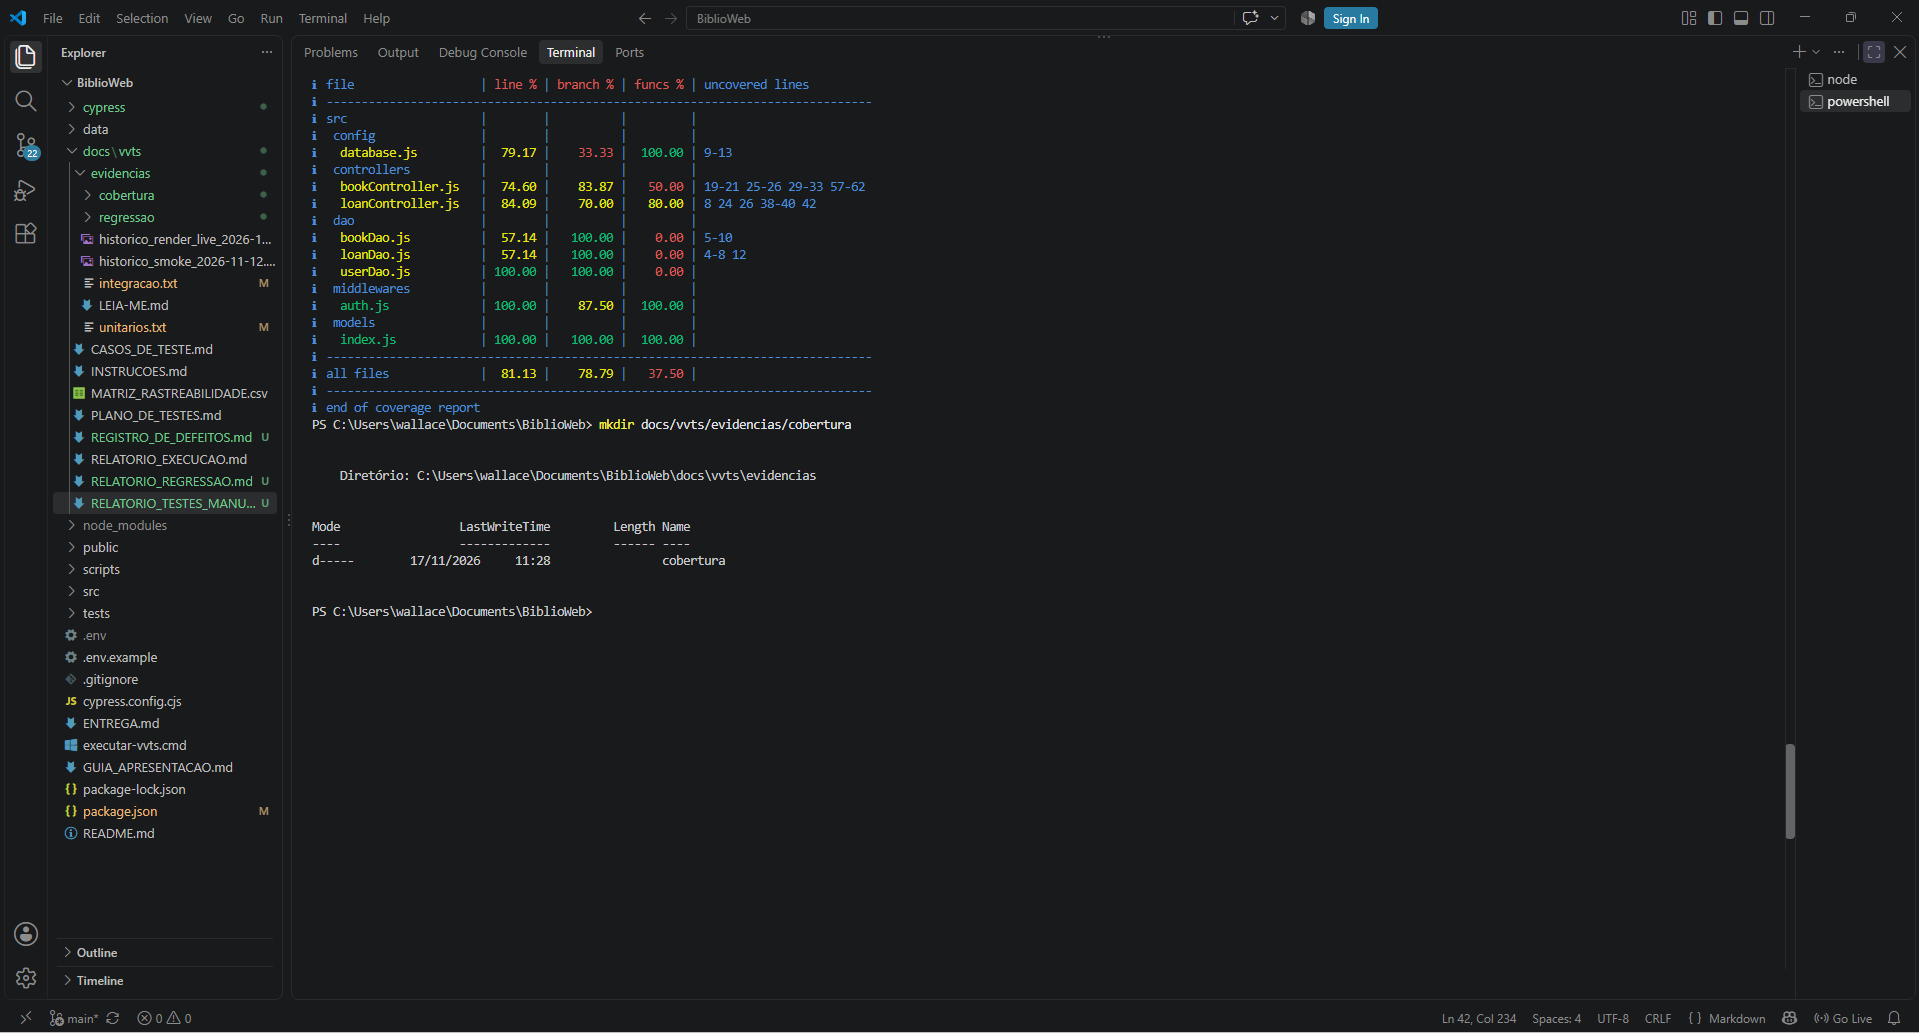 File Edit Selection View Go Run Terminal Help
BiblioWeb
Sign In
Explorer
BiblioWeb
cypress
data
docs\vvts
evidencias
cobertura
regressao
historico_render_live_2026-1...
historico_smoke_2026-11-12....
integracao.txt M
LEIA-ME.md
unitarios.txt M
CASOS_DE_TESTE.md
INSTRUCOES.md
MATRIZ_RASTREABILIDADE.csv
PLANO_DE_TESTES.md
REGISTRO_DE_DEFEITOS.md U
RELATORIO_EXECUCAO.md
RELATORIO_REGRESSAO.md U
RELATORIO_TESTES_MANU... U
node_modules
public
scripts
src
tests
.env
.env.example
.gitignore
JS cypress.config.cjs
ENTREGA.md
executar-vvts.cmd
GUIA_APRESENTACAO.md
{} package-lock.json
{} package.json M
README.md
Outline
Timeline
22
Problems Output Debug Console Terminal Ports
ℹ file | line % | branch % | funcs % | uncovered lines
ℹ ------------------------------------------------------------------------------
ℹ src | | | |
ℹ config | | | |
ℹ database.js | 79.17 | 33.33 | 100.00 | 9-13
ℹ controllers | | | |
ℹ bookController.js | 74.60 | 83.87 | 50.00 | 19-21 25-26 29-33 57-62
ℹ loanController.js | 84.09 | 70.00 | 80.00 | 8 24 26 38-40 42
ℹ dao | | | |
ℹ bookDao.js | 57.14 | 100.00 | 0.00 | 5-10
ℹ loanDao.js | 57.14 | 100.00 | 0.00 | 4-8 12
ℹ userDao.js | 100.00 | 100.00 | 0.00 |
ℹ middlewares | | | |
ℹ auth.js | 100.00 | 87.50 | 100.00 |
ℹ models | | | |
ℹ index.js | 100.00 | 100.00 | 100.00 |
ℹ ------------------------------------------------------------------------------
ℹ all files | 81.13 | 78.79 | 37.50 |
ℹ ------------------------------------------------------------------------------
ℹ end of coverage report
PS C:\Users\wallace\Documents\BiblioWeb> mkdir docs/vvts/evidencias/cobertura
Diretório: C:\Users\wallace\Documents\BiblioWeb\docs\vvts\evidencias
Mode LastWriteTime Length Name
---- ------------- ------ ----
d----- 17/11/2026 11:28 cobertura
PS C:\Users\wallace\Documents\BiblioWeb>
node
powershell
main* 0 0
Ln 42, Col 234 Spaces: 4 UTF-8 CRLF {} Markdown Go Live